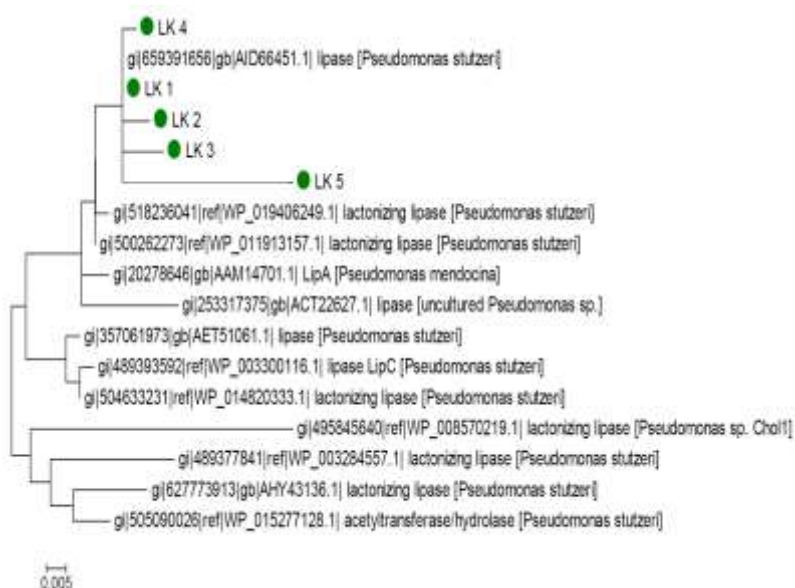 LK 4
gi|659391656|gb|AID66451.1| lipase [Pseudomonas stutzeri]
LK 1
LK 2
LK 3
LK 5
gi|518236041|ref|WP_019406249.1| lactonizing lipase [Pseudomonas stutzeri]
gi|500262273|ref|WP_011913157.1| lactonizing lipase [Pseudomonas stutzeri]
gi|20278646|gb|AAM14701.1| LipA [Pseudomonas mendocina]
gi|253317375|gb|ACT22627.1| lipase [uncultured Pseudomonas sp.]
gi|357061973|gb|AET51061.1| lipase [Pseudomonas stutzeri]
gi|489393592|ref|WP_003300116.1| lipase LipC [Pseudomonas stutzeri]
gi|504633231|ref|WP_014820333.1| lactonizing lipase [Pseudomonas stutzeri]
gi|495845640|ref|WP_008570219.1| lactonizing lipase [Pseudomonas sp. Chol1]
gi|489377841|ref|WP_003284557.1| lactonizing lipase [Pseudomonas stutzeri]
gi|627773913|gb|AHY43136.1| lactonizing lipase [Pseudomonas stutzeri]
gi|505090026|ref|WP_015277128.1| acetyltransferase/hydrolase [Pseudomonas stutzeri]
0.005